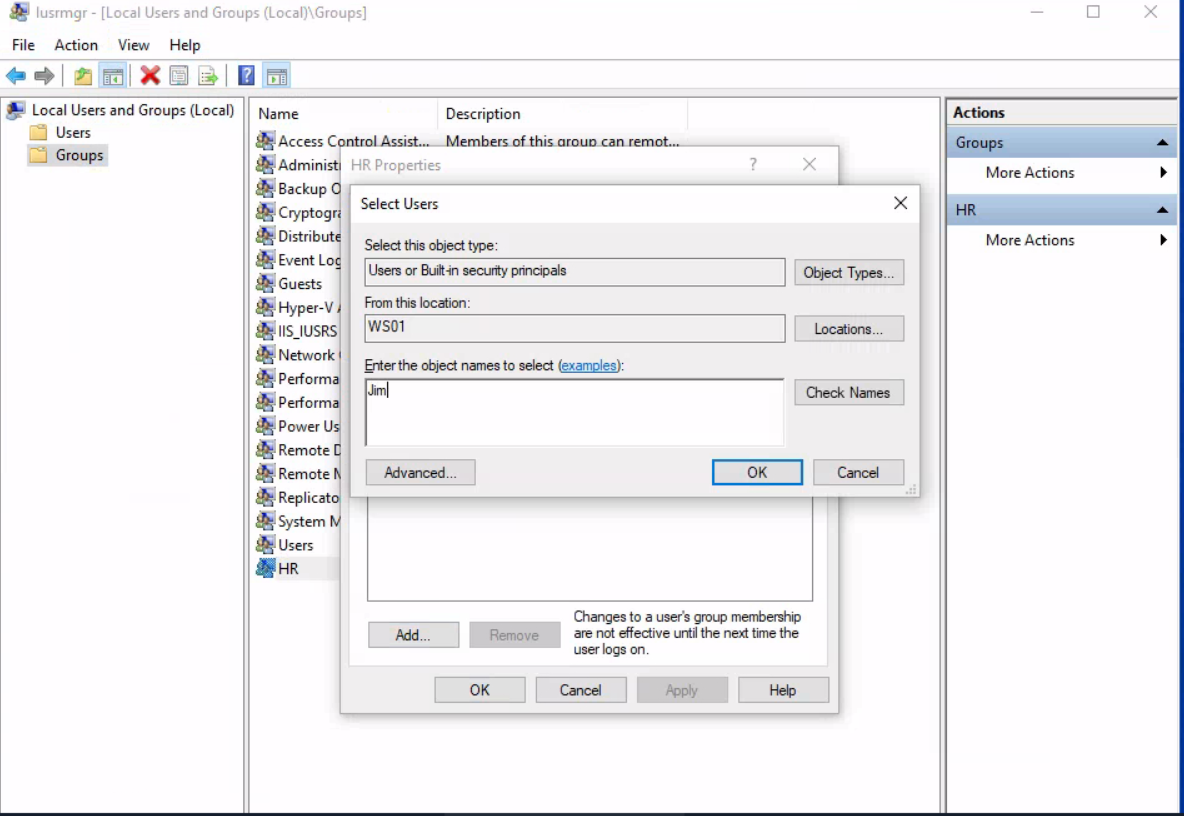 lusrmgr - [Local Users and Groups (Local)\Groups]
File Action View Help
Local Users and Groups (Local)
Users
Groups
Name Description
Access Control Assist... Members of this group can remot...
Administ
Backup O
Cryptogra
Distribute
Event Log
Guests
Hyper-V A
IIS_IUSRS
Network
Performa
Performa
Power Us
Remote D
Remote M
Replicato
System M
Users
HR
HR Properties
Select Users
Select this object type:
Users or Built-in security principals
Object Types...
From this location:
WS01
Locations...
Enter the object names to select (examples):
Jim
Check Names
Advanced...
OK
Cancel
Add...
Remove
Changes to a user's group membership
are not effective until the next time the
user logs on.
OK
Cancel
Apply
Help
Actions
Groups
More Actions
HR
More Actions